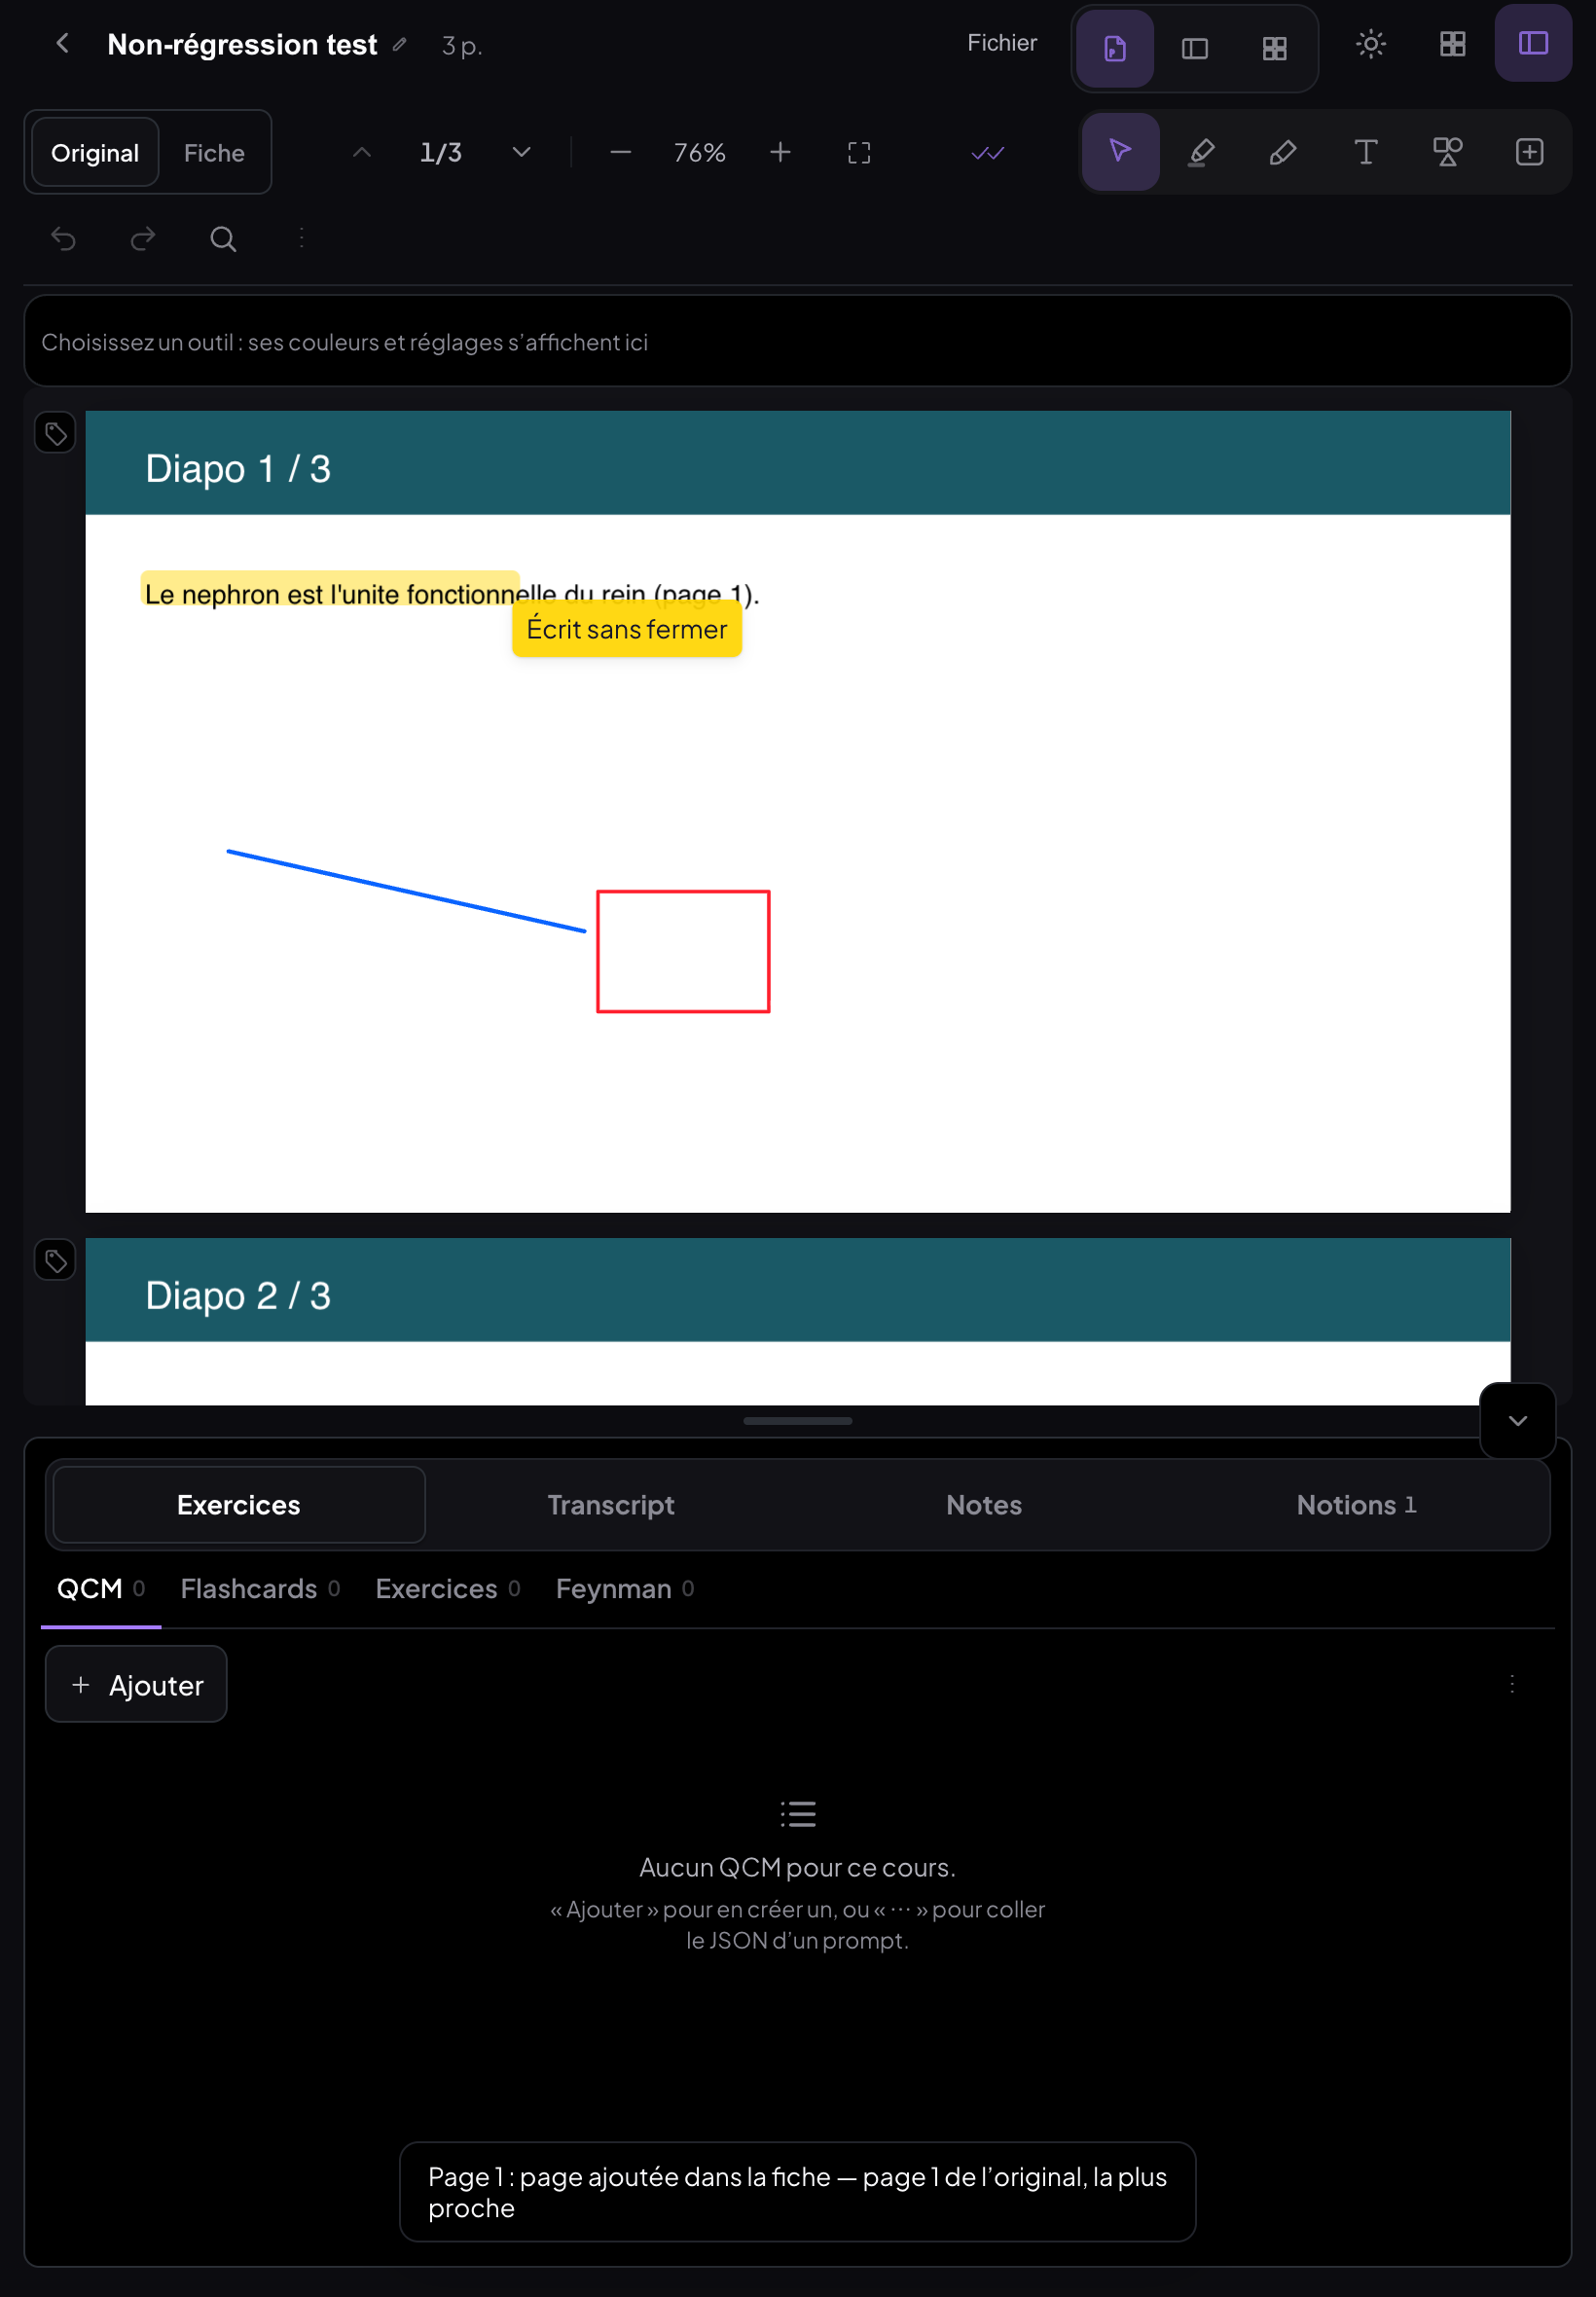 Non-régression test
3 p.
Fichier
Original
Fiche
1/3
76%
Choisissez un outil : ses couleurs et réglages s’affichent ici
Diapo 1 / 3
Le nephron est l'unite fonctionnelle du rein (page 1).
Écrit sans fermer
Diapo 2 / 3
Exercices
Transcript
Notes
Notions 1
QCM 0
Flashcards 0
Exercices 0
Feynman 0
+ Ajouter
Aucun QCM pour ce cours.
« Ajouter » pour en créer un, ou « ··· » pour coller
le JSON d’un prompt.
Page 1 : page ajoutée dans la fiche — page 1 de l’original, la plus
proche